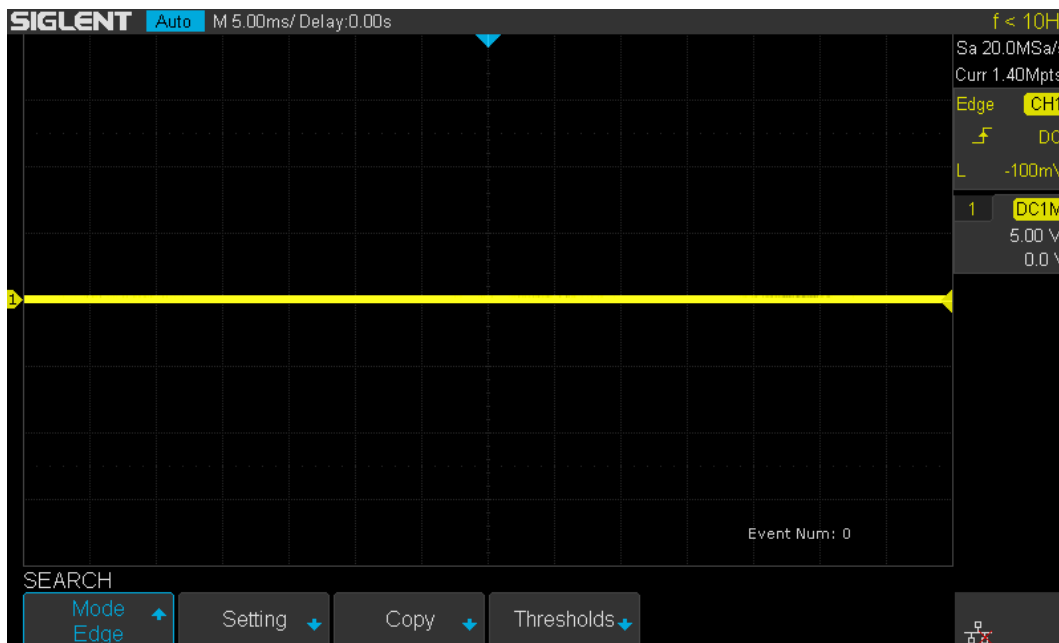 SIGLENT Auto M 5.00ms/ Delay:0.00s f < 10H
Sa 20.0MSa/s
Curr 1.40Mpts
Edge CH1
DC
L -100mV
1 DC1M
5.00 V
0.0 V
1
Event Num: 0
SEARCH
Mode Setting Copy Thresholds
Edge